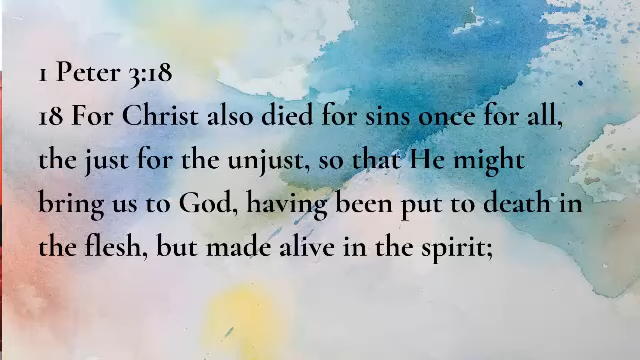 1 Peter 3:18
18 For Christ also died for sins once for all,
the just for the unjust, so that He might
bring us to God, having been put to death in
the flesh, but made alive in the spirit;